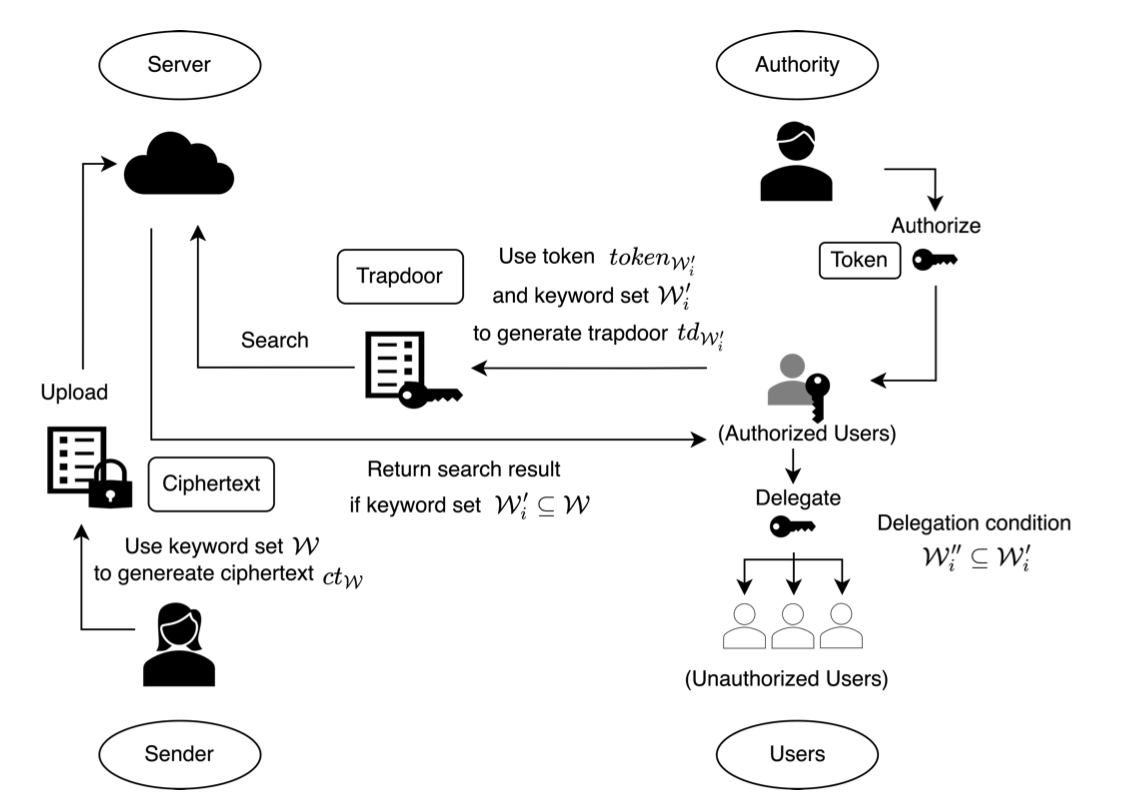 Server
Authority
Authorize
Token
Trapdoor
Use token $token_{\mathcal{W}_i'}$
and keyword set $\mathcal{W}_i'$
to generate trapdoor $td_{\mathcal{W}_i'}$
Search
Upload
(Authorized Users)
Return search result
if keyword set $\mathcal{W}_i' \subseteq \mathcal{W}$
Ciphertext
Use keyword set $\mathcal{W}$
to genereate ciphertext $ct_{\mathcal{W}}$
Delegate
Delegation condition
$\mathcal{W}_i'' \subseteq \mathcal{W}_i'$
(Unauthorized Users)
Sender
Users